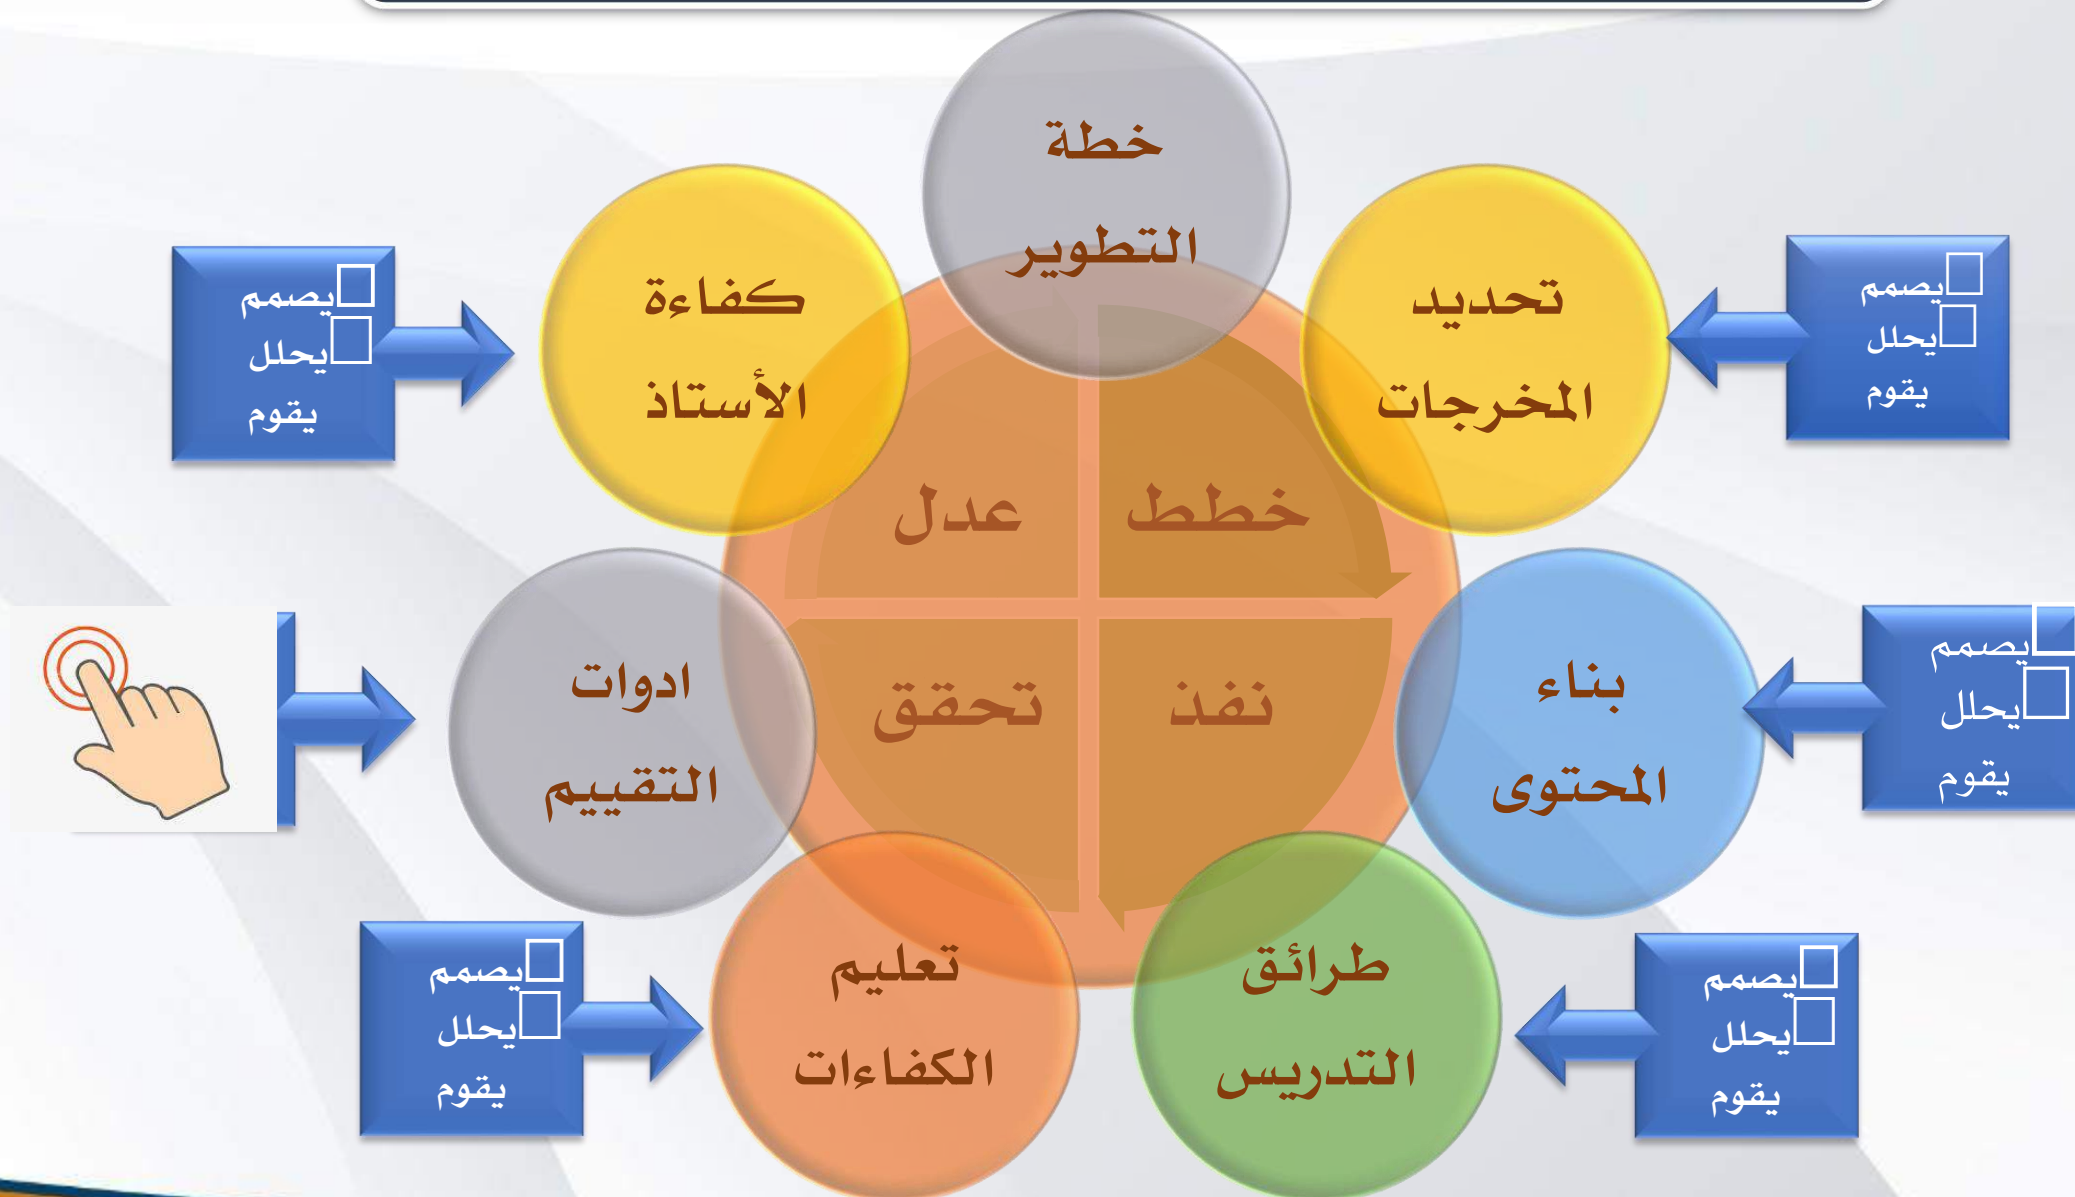 خطة
التطوير
تحديد
المخرجات
□يصمم
□يحلل
يقوم
كفاءة
الأستاذ
□يصمم
□يحلل
يقوم
خطط
عدل
نفذ
تحقق
بناء
المحتوى
□يصمم
□يحلل
يقوم
ادوات
التقييم
طرائق
التدريس
□يصمم
□يحلل
يقوم
تعليم
الكفاءات
□يصمم
□يحلل
يقوم